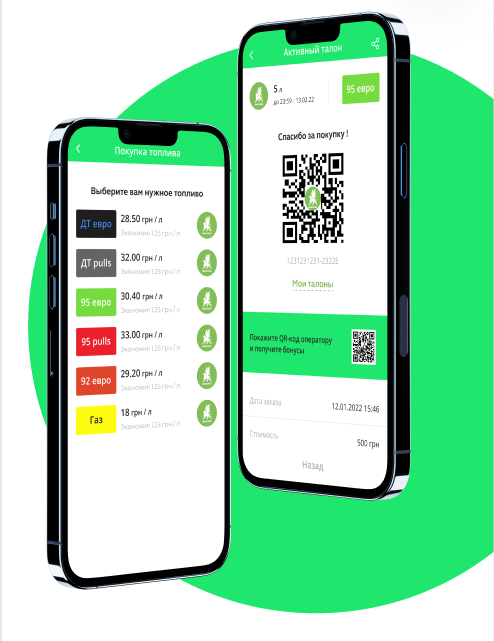 Покупка топлива
Выберите вам нужное топливо
ДТ евро
28.50 грн / л
Экономия 1.25 грн / л
ДТ pulls
32.00 грн / л
Экономия 1.25 грн / л
95 евро
30.40 грн / л
Экономия 1.25 грн / л
95 pulls
33.00 грн / л
Экономия 1.25 грн / л
92 евро
29.20 грн / л
Экономия 1.25 грн / л
Газ
18 грн / л
Экономия 1.25 грн / л
Активный талон
5 л
до 23:59 / 13.02.22
95 евро
Спасибо за покупку !
1231231231-2322E
Мои талоны
Покажите QR-код оператору
и получите бонусы
Дата заказа
12.01.2022 15:46
Стоимость
500 грн
Назад